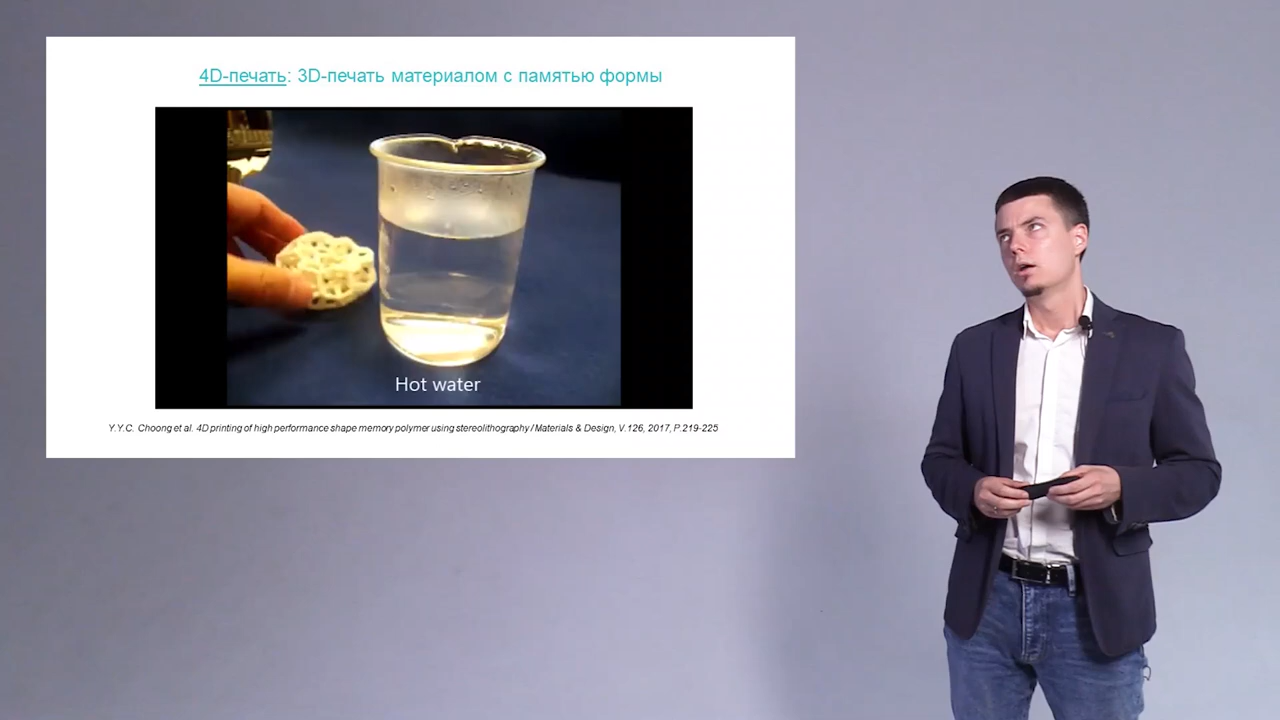 4D-печать: 3D-печать материалом с памятью формы
Hot water
Y.Y.C. Choong et al. 4D printing of high performance shape memory polymer using stereolithography / Materials & Design, V.126, 2017, P.219-225